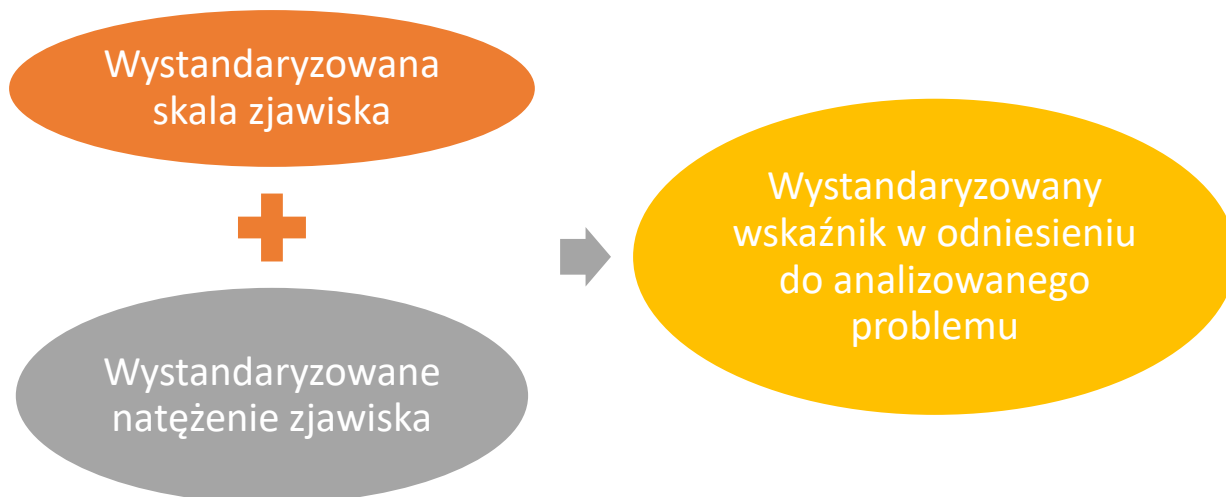 Wystandaryzowana
skala zjawiska
Wystandaryzowane
natężenie zjawiska
Wystandaryzowany
wskaźnik w odniesieniu
do analizowanego
problemu